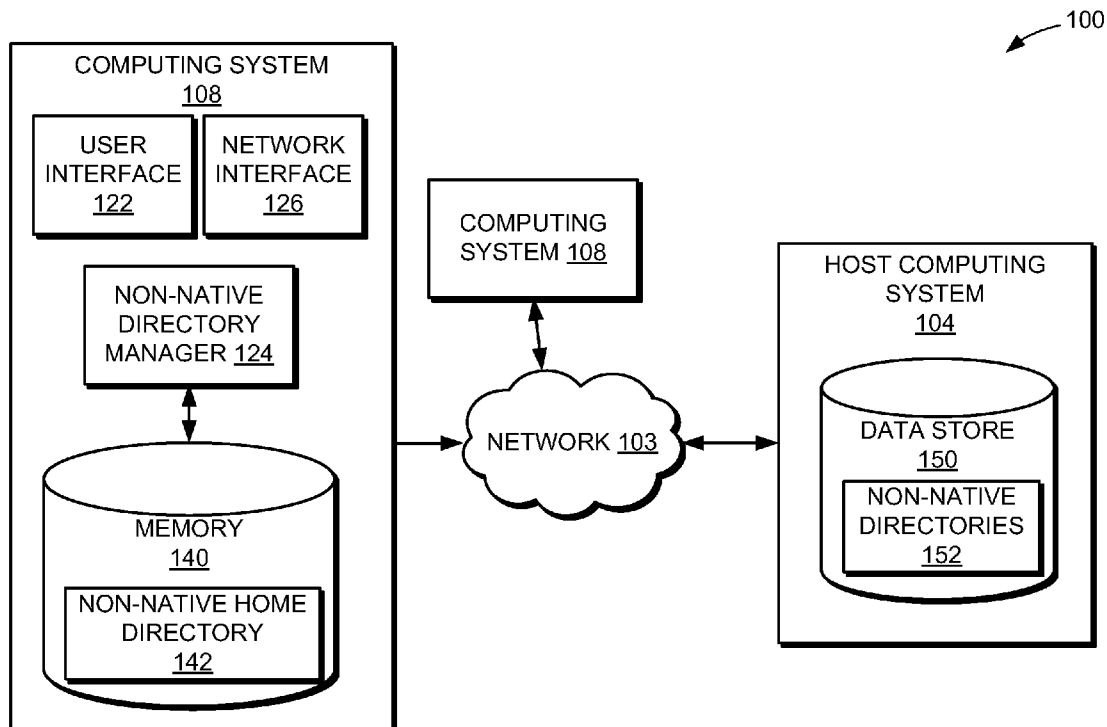 100
COMPUTING SYSTEM
108
USER
INTERFACE
122
NETWORK
INTERFACE
126
NON-NATIVE
DIRECTORY
MANAGER 124
MEMORY
140
NON-NATIVE HOME
DIRECTORY
142
COMPUTING
SYSTEM 108
NETWORK 103
HOST COMPUTING
SYSTEM
104
DATA STORE
150
NON-NATIVE
DIRECTORIES
152